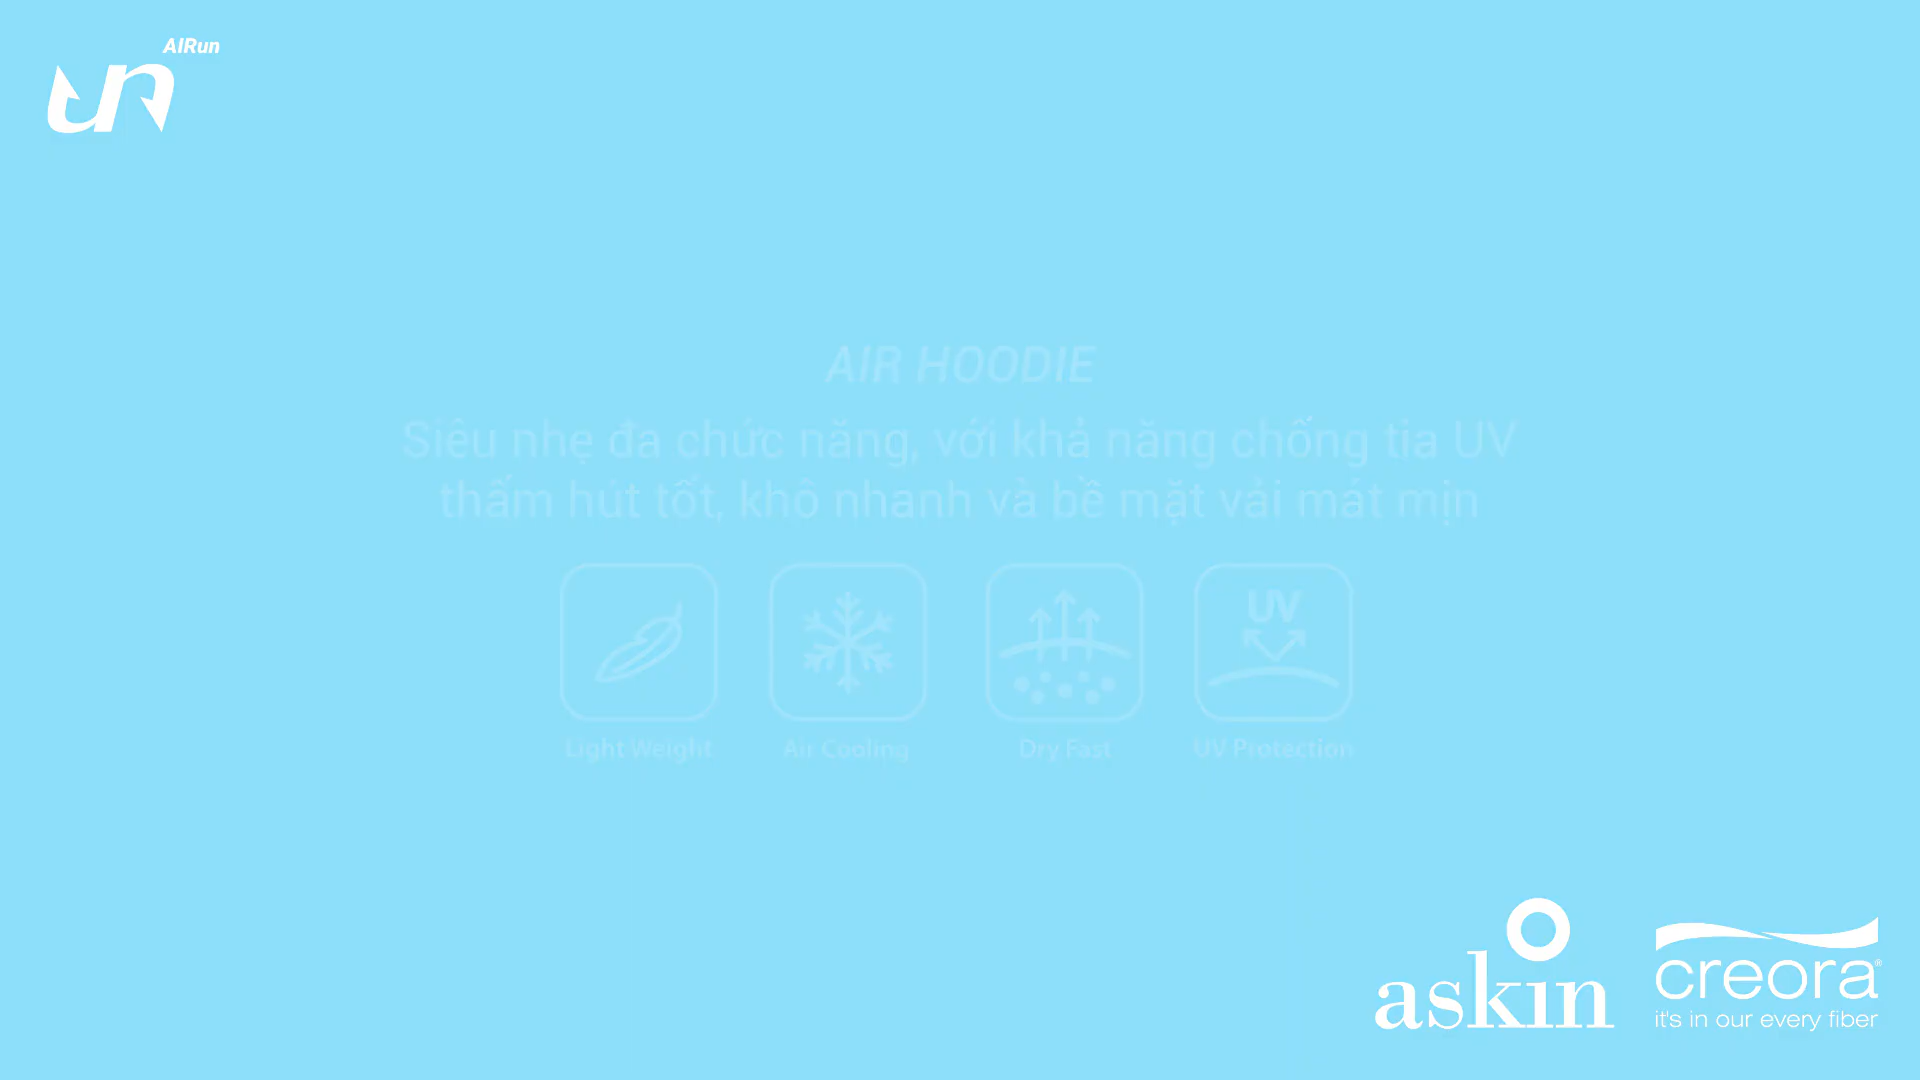 AIRun
un
AIR HOODIE
Siêu nhẹ đa chức năng, với khả năng chống tia UV
thấm hút tốt, khô nhanh và bề mặt vải mát mịn
UV
Light Weight
Air Cooling
Dry Fast
UV Protection
askin
creora®
it's in our every fiber